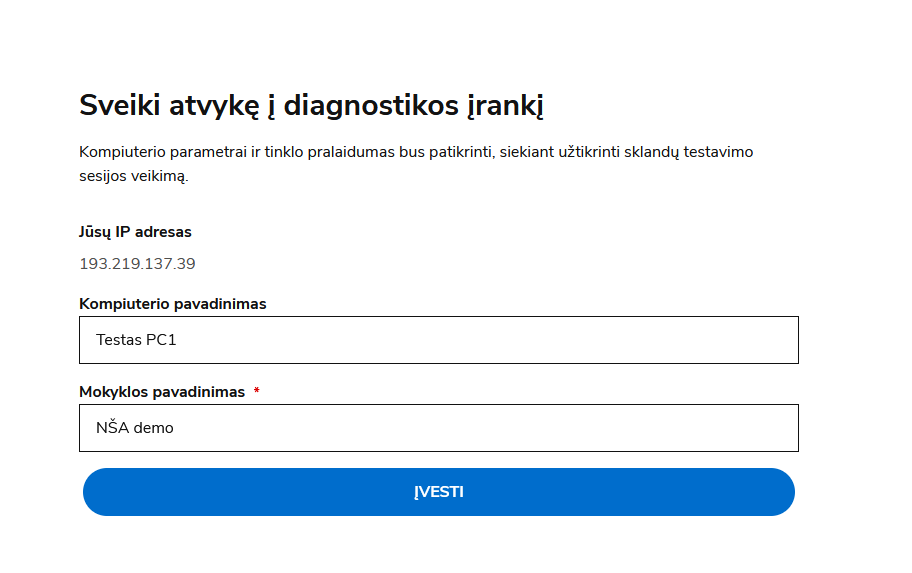 Sveiki atvykę į diagnostikos įrankį
Kompiuterio parametrai ir tinklo pralaidumas bus patikrinti, siekiant užtikrinti sklandų testavimo
sesijos veikimą.
Jūsų IP adresas
193.219.137.39
Kompiuterio pavadinimas
Testas PC1
Mokyklos pavadinimas *
NŠA demo
ĮVESTI